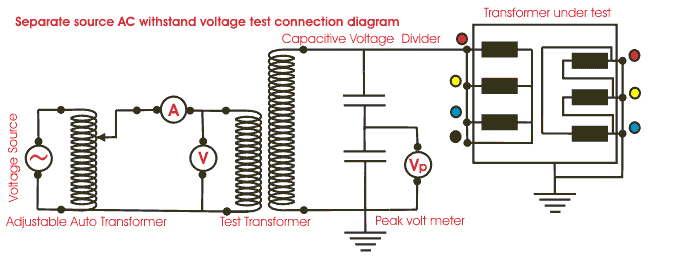 Separate source AC withstand voltage test connection diagram
Transformer under test
Capacitive Voltage Divider
Voltage Source
A
V
Vp
Adjustable Auto Transformer
Test Transformer
Peak volt meter